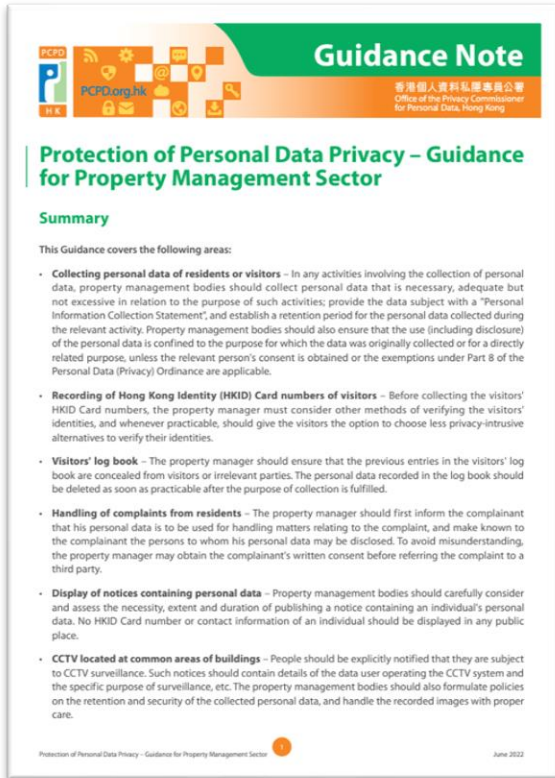 PCPD
PCPD.org.hk
HK
Guidance Note
香港個人資料私隱專員公署
Office of the Privacy Commissioner
for Personal Data, Hong Kong
Protection of Personal Data Privacy – Guidance
for Property Management Sector
Summary
This Guidance covers the following areas:
• Collecting personal data of residents or visitors – In any activities involving the collection of personal
data, property management bodies should collect personal data that is necessary, adequate but
not excessive in relation to the purpose of such activities; provide the data subject with a "Personal
Information Collection Statement", and establish a retention period for the personal data collected during
the relevant activity. Property management bodies should also ensure that the use (including disclosure)
of the personal data is confined to the purpose for which the data was originally collected or for a directly
related purpose, unless the relevant person's consent is obtained or the exemptions under Part 8 of the
Personal Data (Privacy) Ordinance are applicable.
• Recording of Hong Kong Identity (HKID) Card numbers of visitors – Before collecting the visitors'
HKID Card numbers, the property manager must consider other methods of verifying the visitors'
identities, and whenever practicable, should give the visitors the option to choose less privacy-intrusive
alternatives to verify their identities.
• Visitors' log book – The property manager should ensure that the previous entries in the visitors' log
book are concealed from visitors or irrelevant parties. The personal data recorded in the log book should
be deleted as soon as practicable after the purpose of collection is fulfilled.
• Handling of complaints from residents – The property manager should first inform the complainant
that his personal data is to be used for handling matters relating to the complaint, and make known to
the complainant the persons to whom his personal data may be disclosed. To avoid misunderstanding,
the property manager may obtain the complainant's written consent before referring the complaint to a
third party.
• Display of notices containing personal data – Property management bodies should carefully consider
and assess the necessity, extent and duration of publishing a notice containing an individual's personal
data. No HKID Card number or contact information of an individual should be displayed in any public
place.
• CCTV located at common areas of buildings – People should be explicitly notified that they are subject
to CCTV surveillance. Such notices should contain details of the data user operating the CCTV system and
the specific purpose of surveillance, etc. The property management bodies should also formulate policies
on the retention and security of the collected personal data, and handle the recorded images with proper
care.
Protection of Personal Data Privacy – Guidance for Property Management Sector
1
June 2022